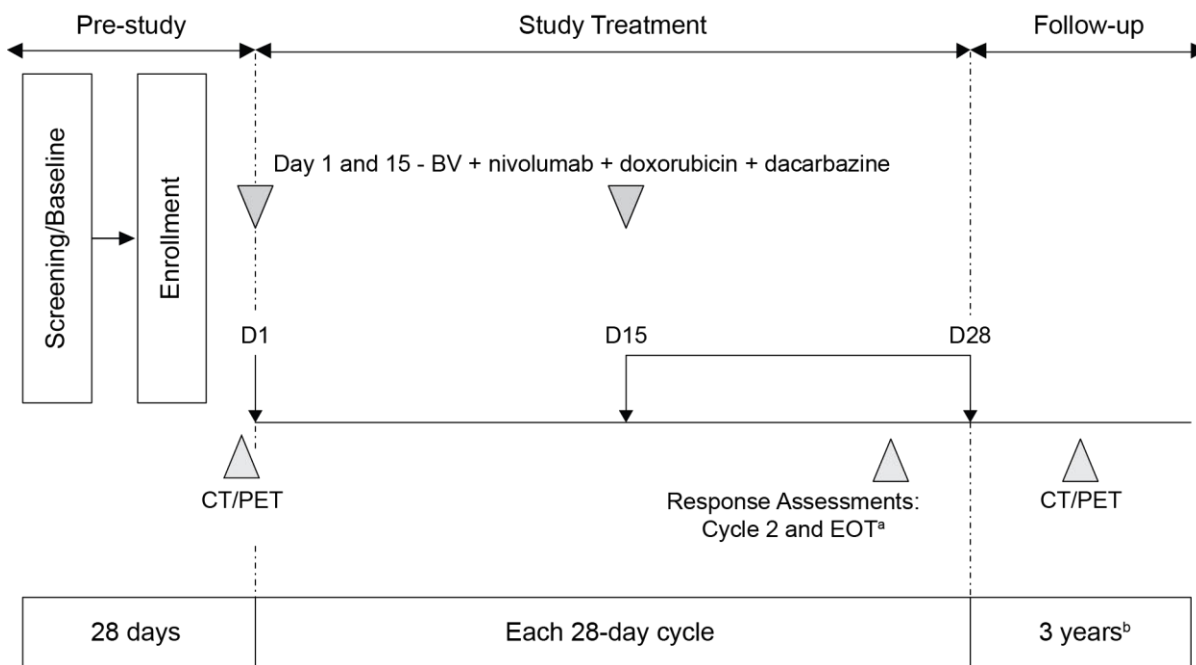 Pre-study
Study Treatment
Follow-up
Screening/Baseline
Enrollment
Day 1 and 15 - BV + nivolumab + doxorubicin + dacarbazine
D1
D15
D28
CT/PET
Response Assessments:
Cycle 2 and EOTᵃ
CT/PET
28 days
Each 28-day cycle
3 yearsᵇ